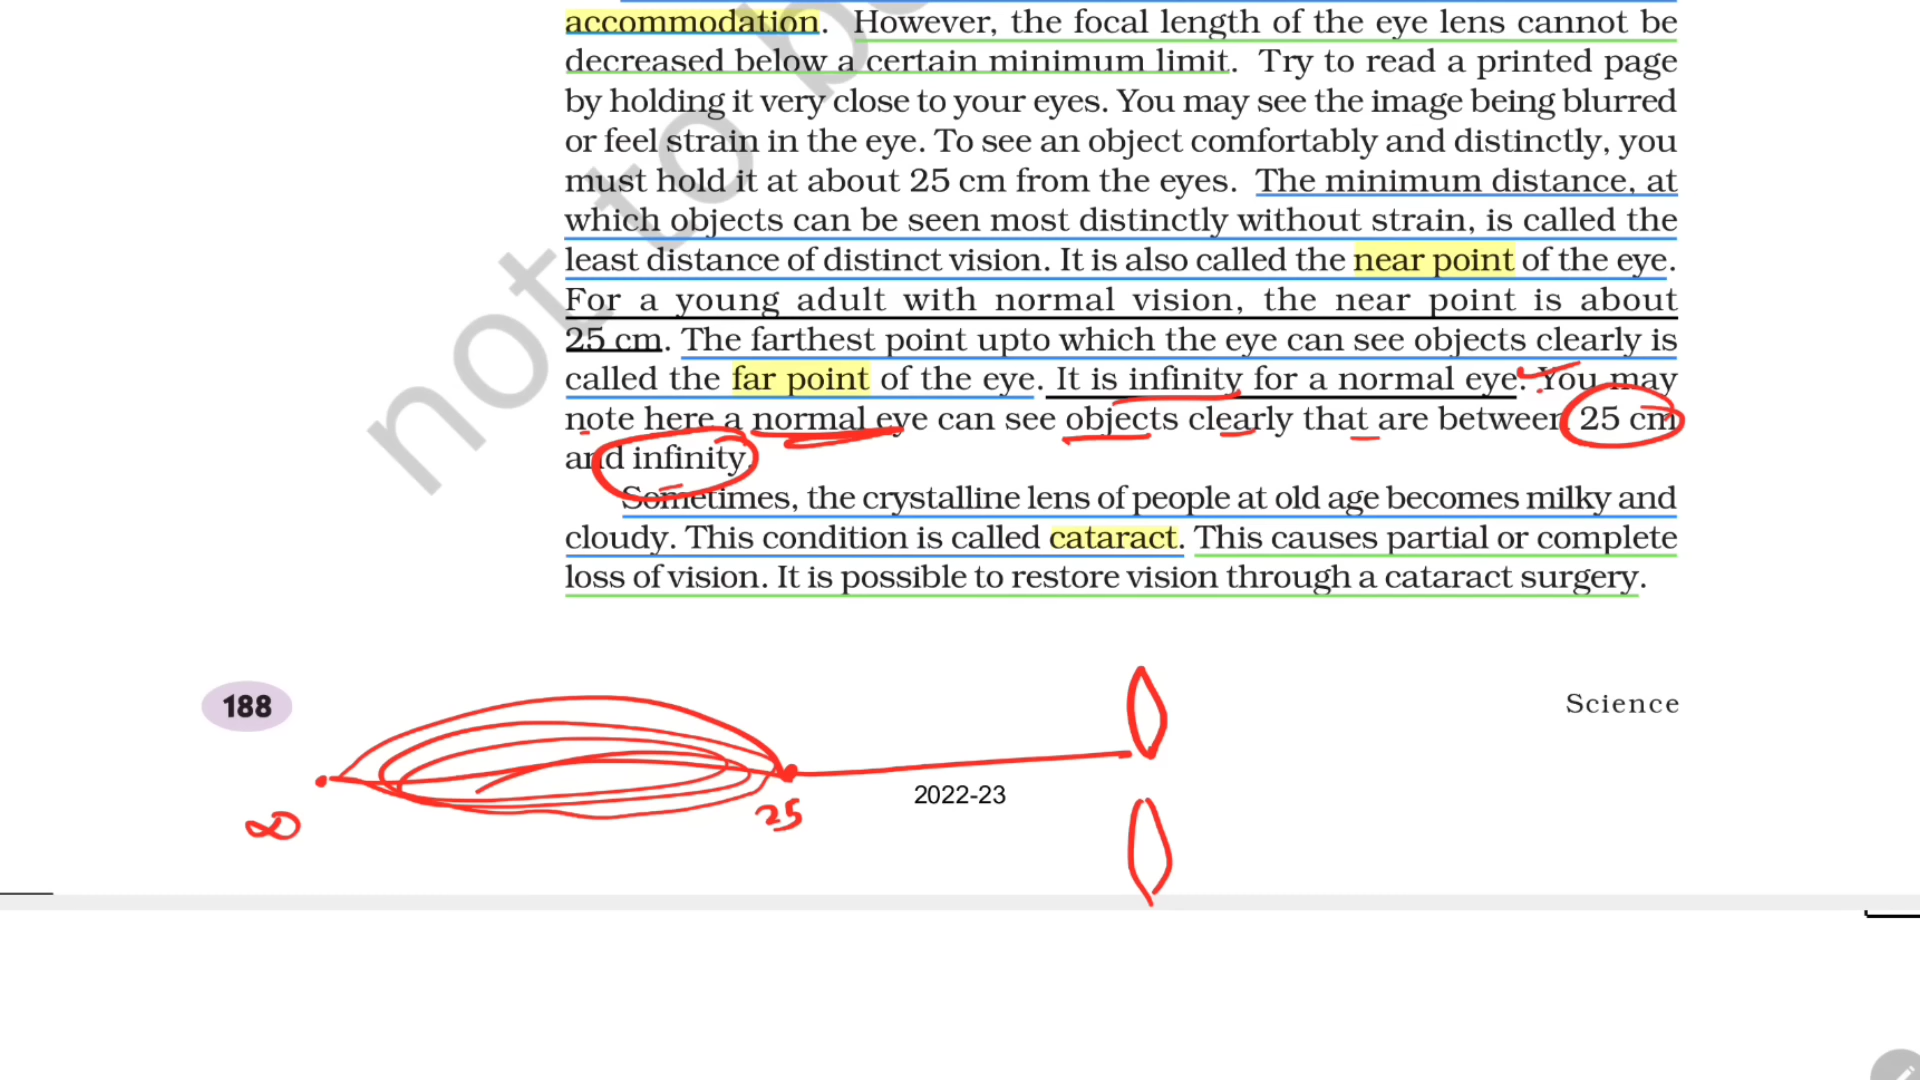 accommodation. However, the focal length of the eye lens cannot be
decreased below a certain minimum limit. Try to read a printed page
by holding it very close to your eyes. You may see the image being blurred
or feel strain in the eye. To see an object comfortably and distinctly, you
must hold it at about 25 cm from the eyes. The minimum distance, at
which objects can be seen most distinctly without strain, is called the
least distance of distinct vision. It is also called the near point of the eye.
For a young adult with normal vision, the near point is about
25 cm. The farthest point upto which the eye can see objects clearly is
called the far point of the eye. It is infinity for a normal eye. You may
note here a normal eye can see objects clearly that are between 25 cm
and infinity.
Sometimes, the crystalline lens of people at old age becomes milky and
cloudy. This condition is called cataract. This causes partial or complete
loss of vision. It is possible to restore vision through a cataract surgery.
not to
188
Science
2022-23
∞
25